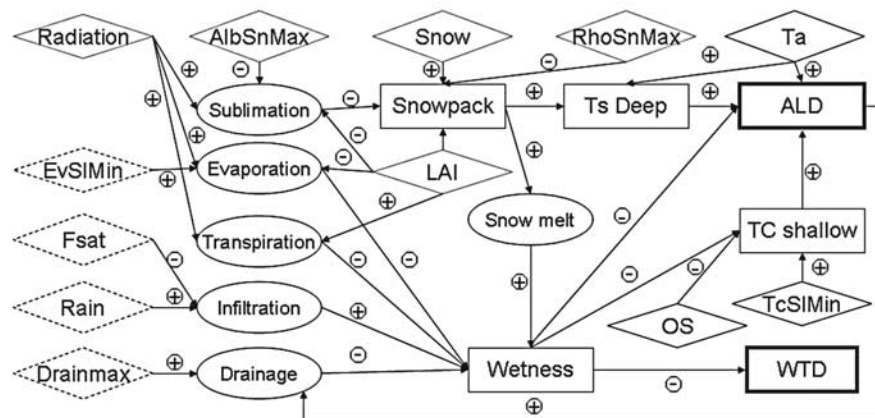 Radiation AlbSnMax Snow RhoSnMax Ta
⊕ ⊖ ⊕ ⊖ ⊕ ⊕
Sublimation ⊖ Snowpack ⊕ Ts Deep ⊕ ALD
⊕ ⊕ ⊖ ⊕
EvSlMin ⊕ Evaporation ⊖ LAI ⊕
⊕ Snow melt ⊖
Fsat Transpiration TC shallow
⊖ ⊖ ⊖ ⊖ ⊖ ⊕
Rain ⊕ Infiltration ⊕ ⊕ OS TcSlMin
Drainmax ⊕ Drainage ⊖ Wetness ⊖ WTD
⊕